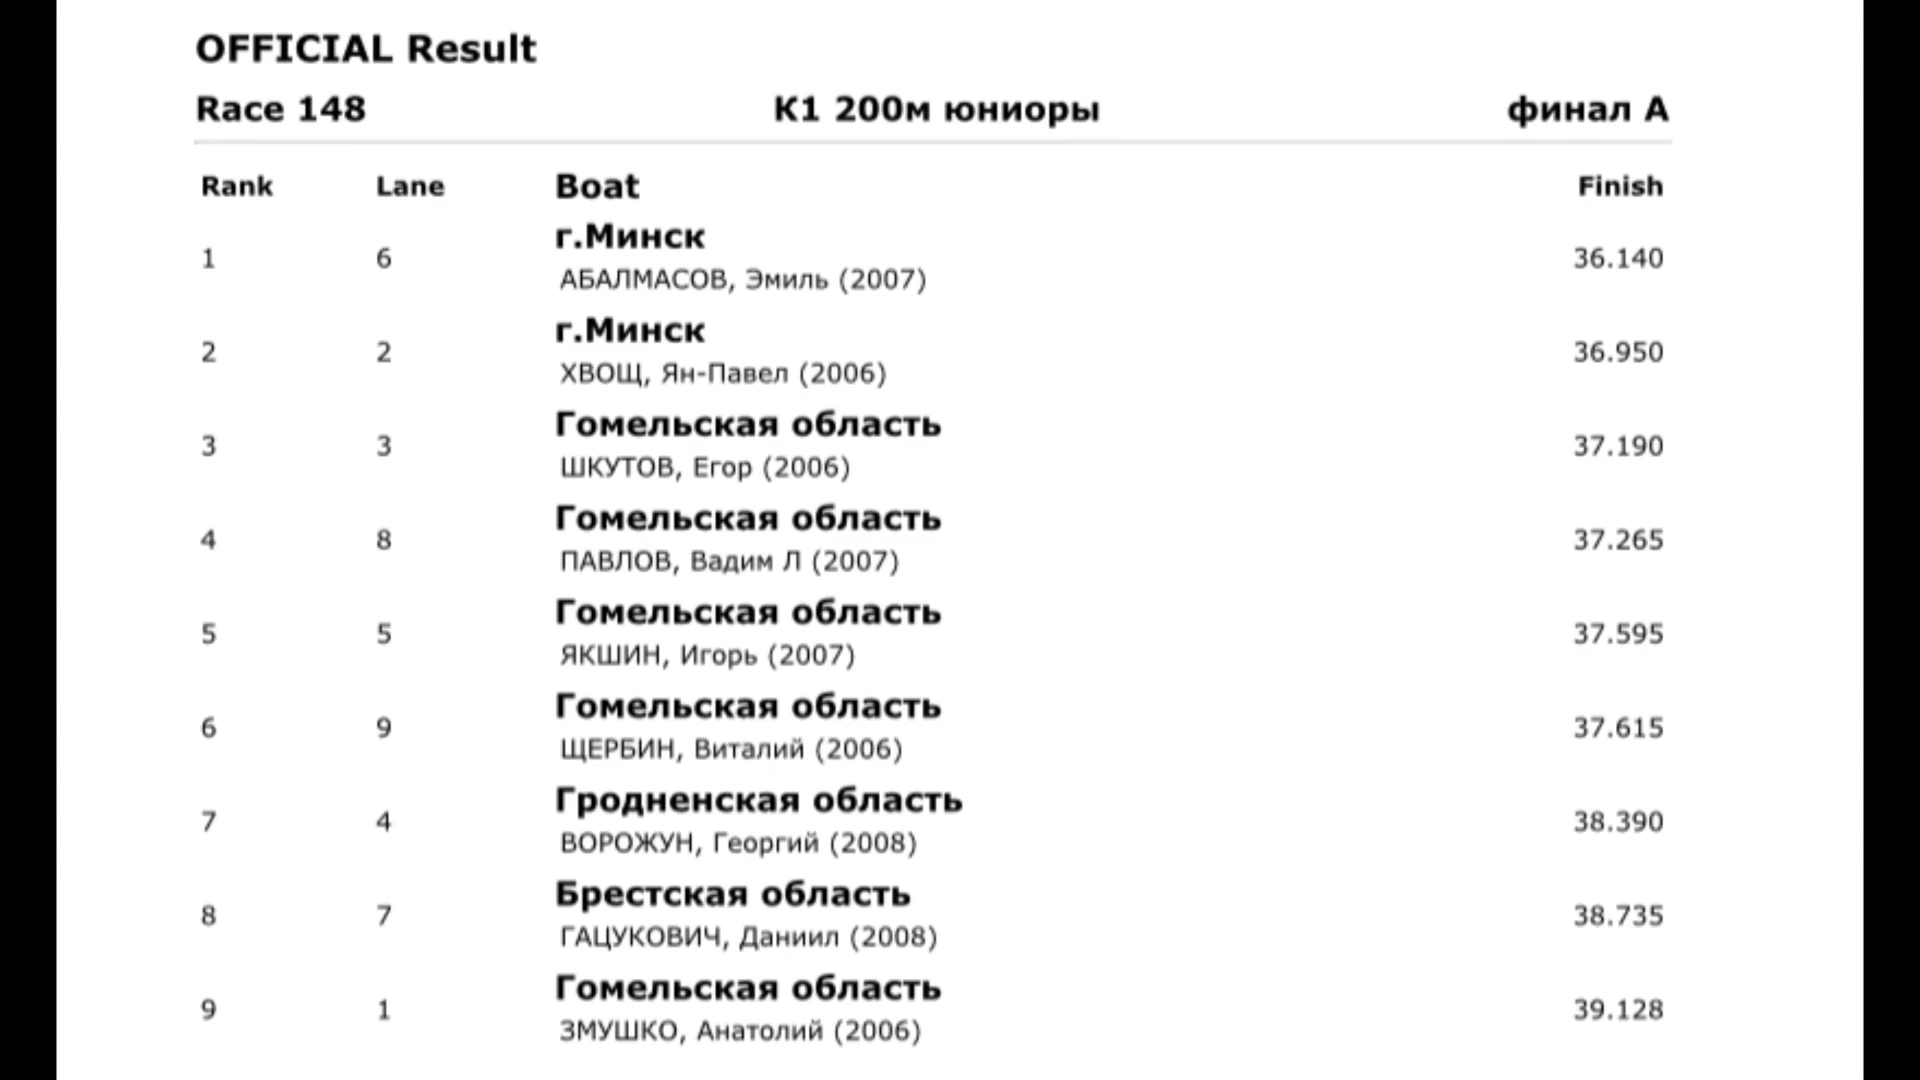 OFFICIAL Result
Race 148 К1 200м юниоры финал А
Rank Lane Boat Finish
г.Минск
1 6 36.140
АБАЛМАСОВ, Эмиль (2007)
г.Минск
2 2 36.950
ХВОЩ, Ян-Павел (2006)
Гомельская область
3 3 37.190
ШКУТОВ, Егор (2006)
Гомельская область
4 8 37.265
ПАВЛОВ, Вадим Л (2007)
Гомельская область
5 5 37.595
ЯКШИН, Игорь (2007)
Гомельская область
6 9 37.615
ЩЕРБИН, Виталий (2006)
Гродненская область
7 4 38.390
ВОРОЖУН, Георгий (2008)
Брестская область
8 7 38.735
ГАЦУКОВИЧ, Даниил (2008)
Гомельская область
9 1 39.128
ЗМУШКО, Анатолий (2006)